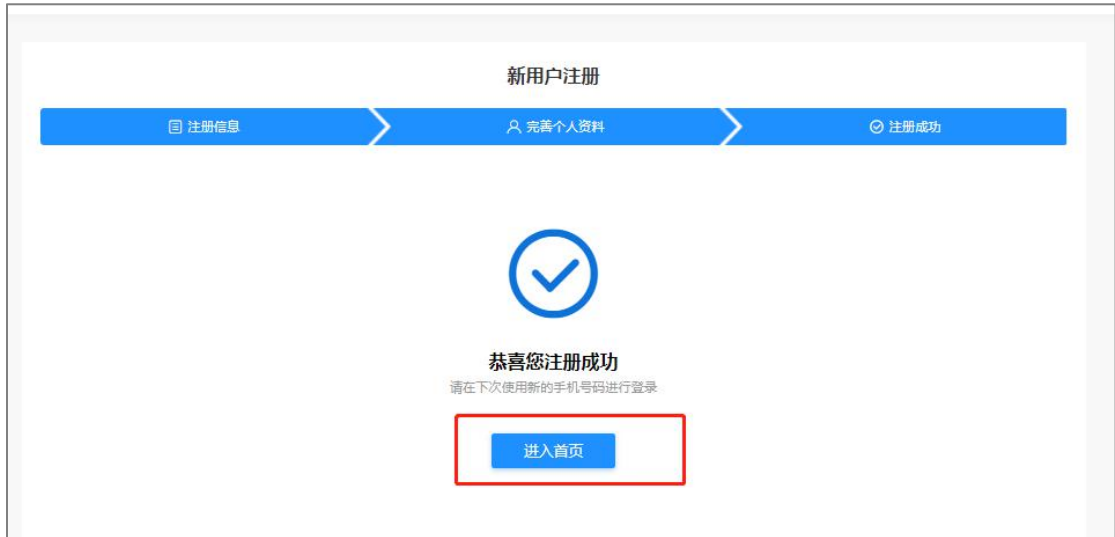 新用户注册
注册信息 完善个人资料 注册成功
恭喜您注册成功
请在下次使用新的手机号码进行登录
进入首页